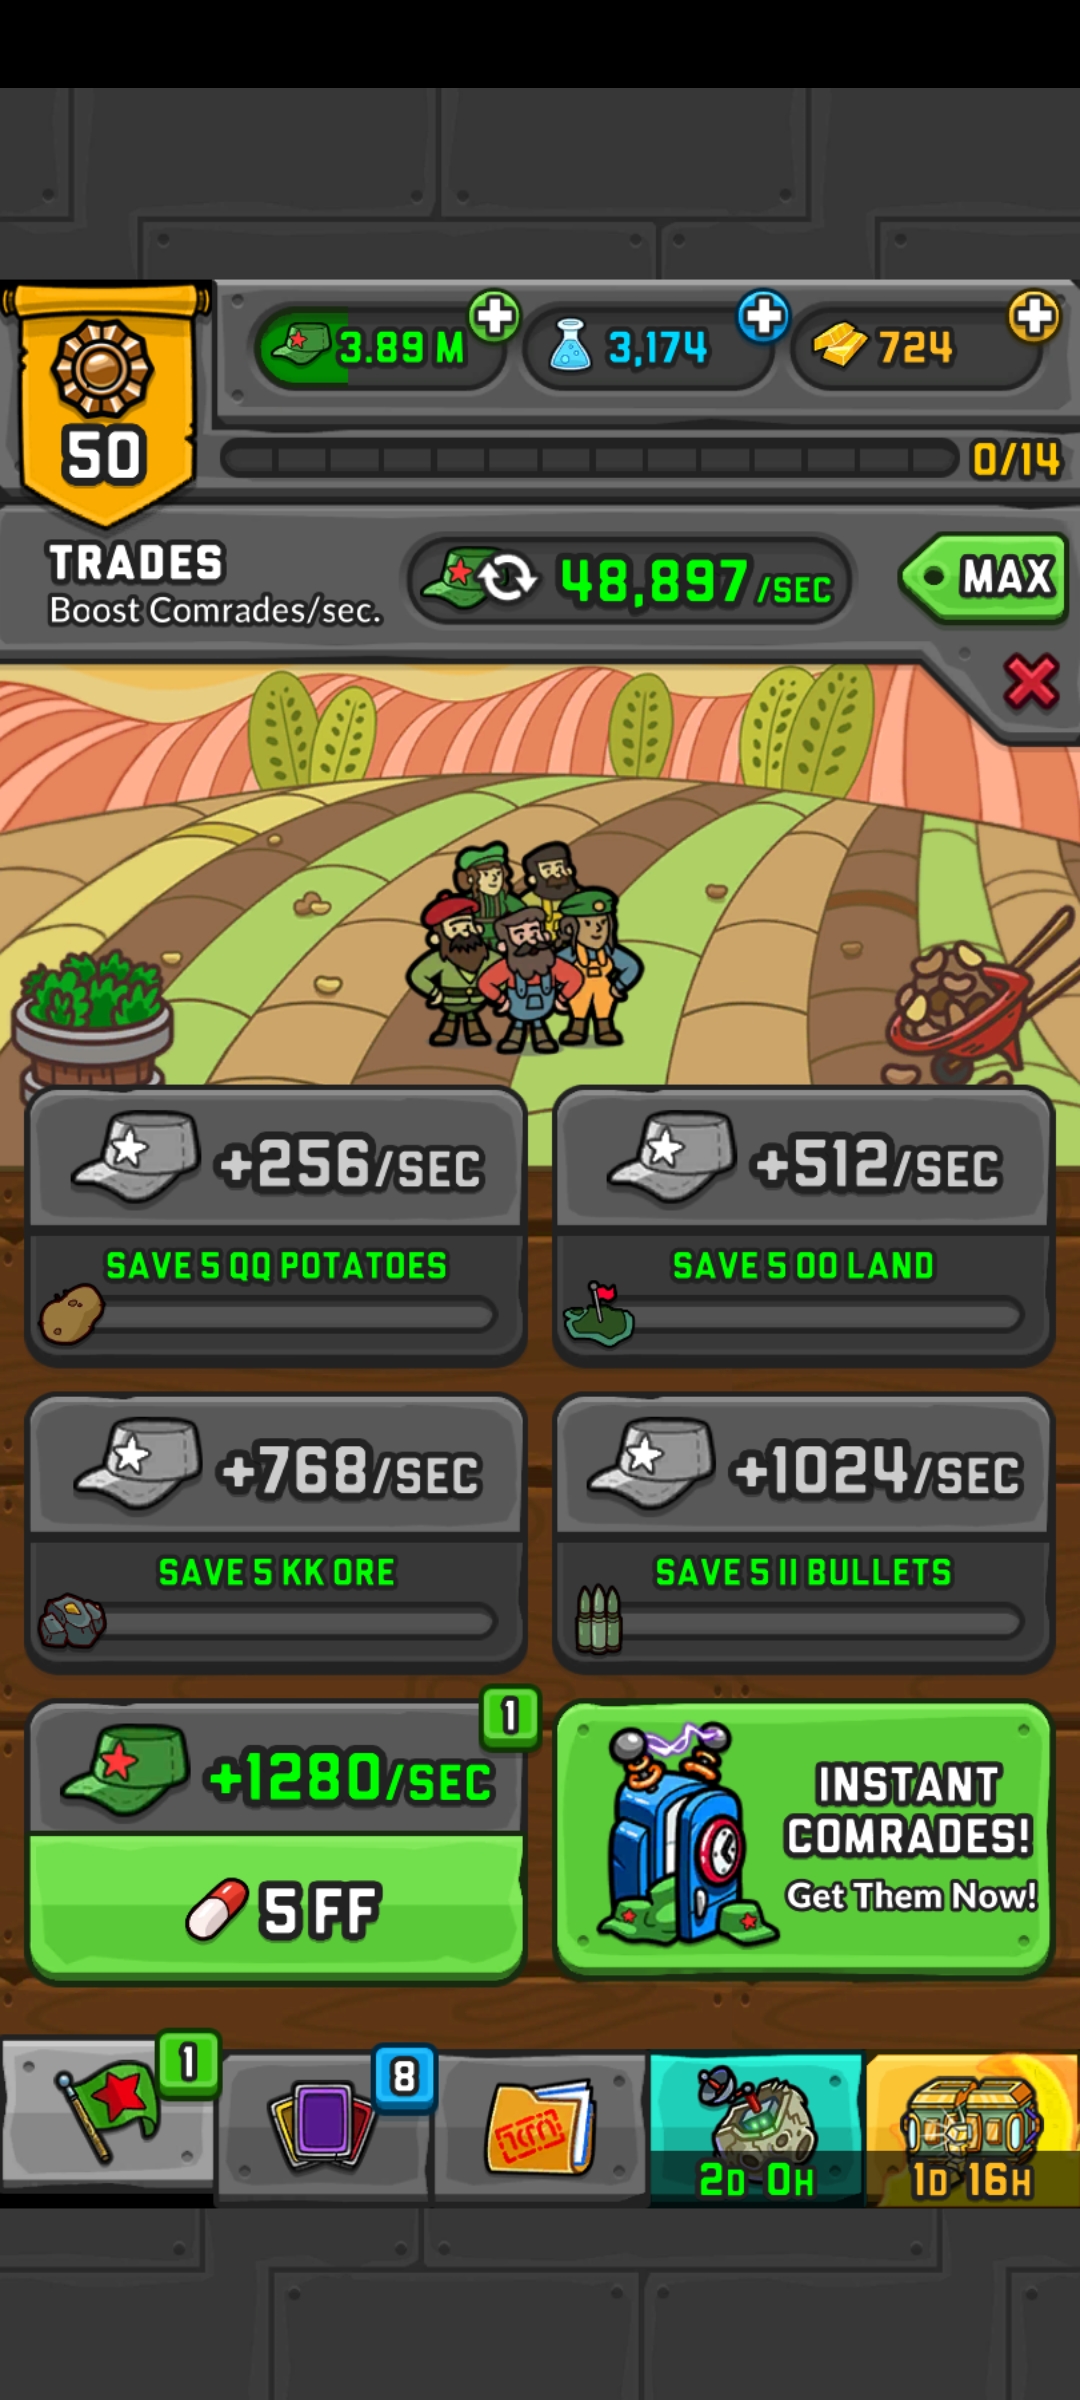 3.89 M
3,174
724
50
0/14
TRADES
Boost Comrades/sec.
48,897/SEC
MAX
+256/SEC
SAVE 5 QQ POTATOES
+512/SEC
SAVE 5 OO LAND
+768/SEC
SAVE 5 KK ORE
+1024/SEC
SAVE 5 II BULLETS
1
+1280/SEC
5 FF
INSTANT
COMRADES!
Get Them Now!
1
8
2D 0H
1D 16H